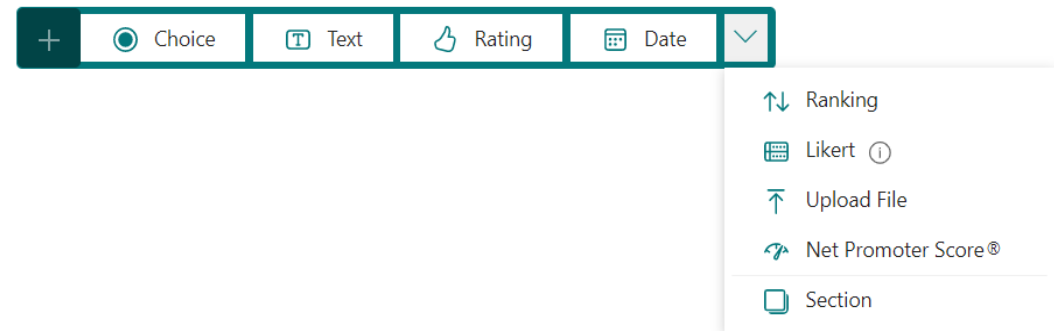 Choice Text Rating Date
Ranking
Likert
Upload File
Net Promoter Score®
Section